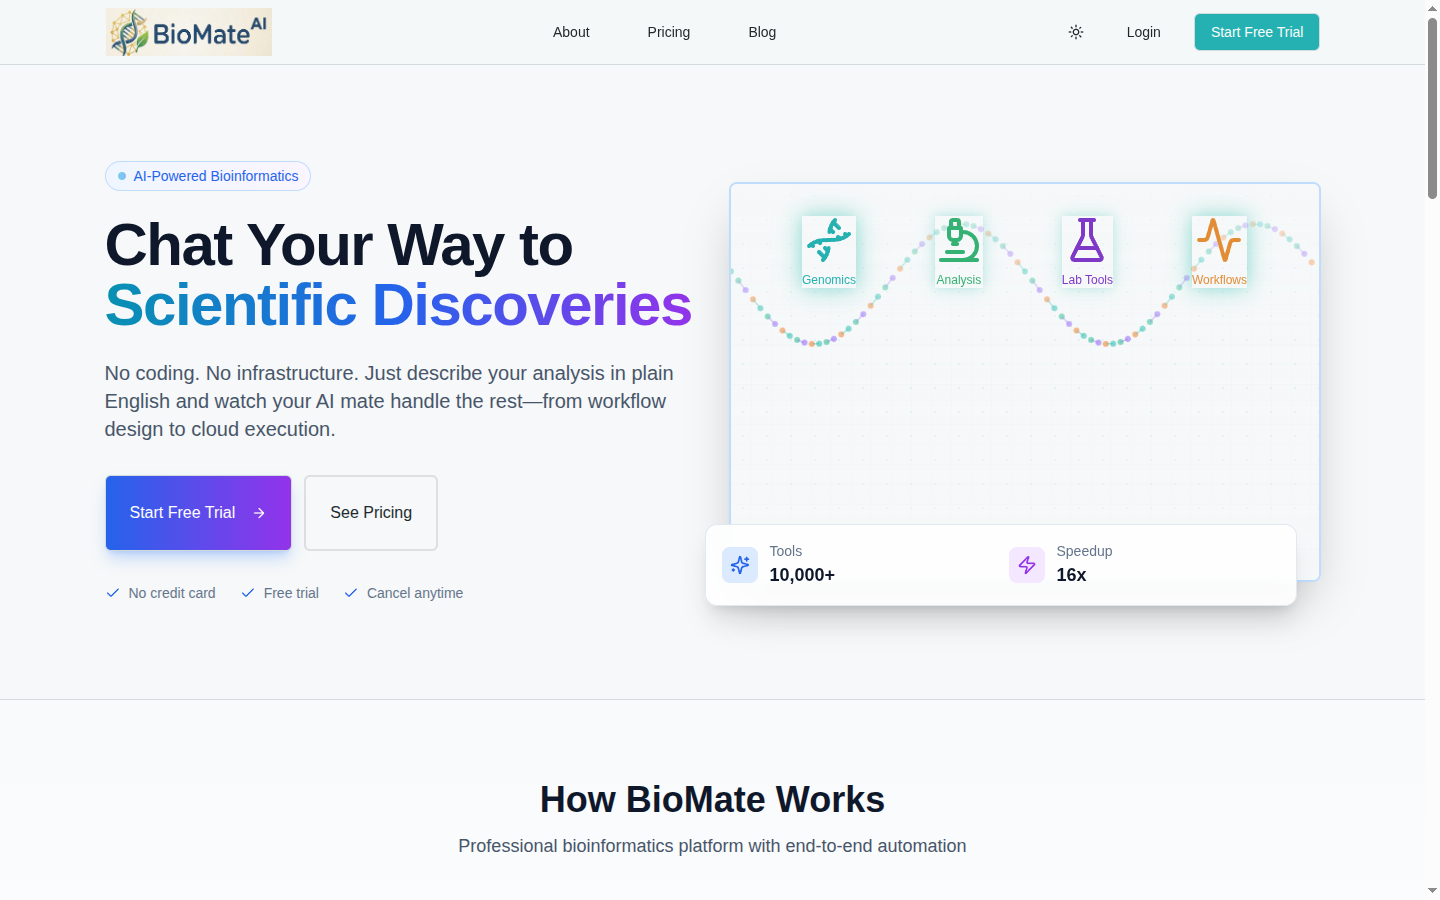 BioMate AI
About
Pricing
Blog
Login
Start Free Trial
AI-Powered Bioinformatics
Chat Your Way to
Scientific Discoveries
No coding. No infrastructure. Just describe your analysis in plain
English and watch your AI mate handle the rest—from workflow
design to cloud execution.
Start Free Trial
See Pricing
No credit card
Free trial
Cancel anytime
Genomics
Analysis
Lab Tools
Workflows
Tools
10,000+
Speedup
16x
How BioMate Works
Professional bioinformatics platform with end-to-end automation